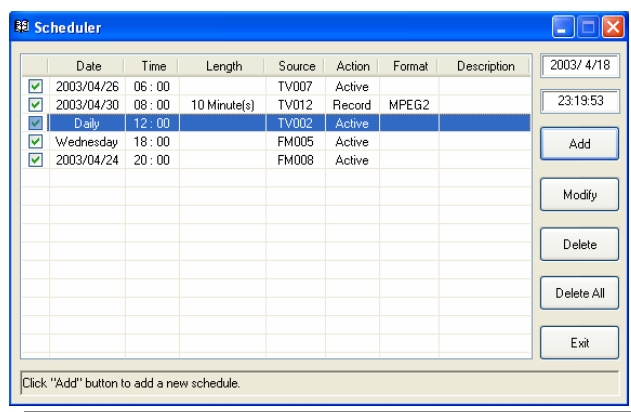 Scheduler
Date Time Length Source Action Format Description
2003/04/26 06 : 00 TV007 Active
2003/04/30 08 : 00 10 Minute(s) TV012 Record MPEG2
Daily 12 : 00 TV002 Active
Wednesday 18 : 00 FM005 Active
2003/04/24 20 : 00 FM008 Active
2003/ 4/18
23:19:53
Add
Modify
Delete
Delete All
Exit
Click "Add" button to add a new schedule.